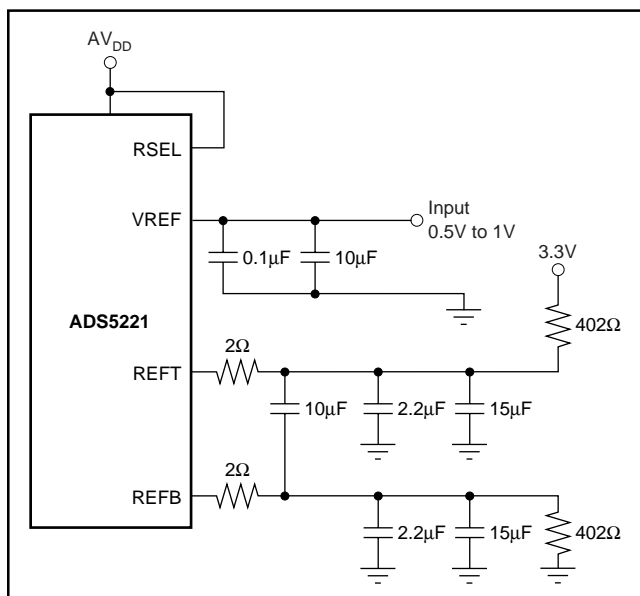 AVDD
RSEL
VREF
Input
0.5V to 1V
0.1µF
10µF
3.3V
ADS5221
402Ω
2Ω
REFT
10µF
2.2µF
15µF
2Ω
REFB
2.2µF
15µF
402Ω